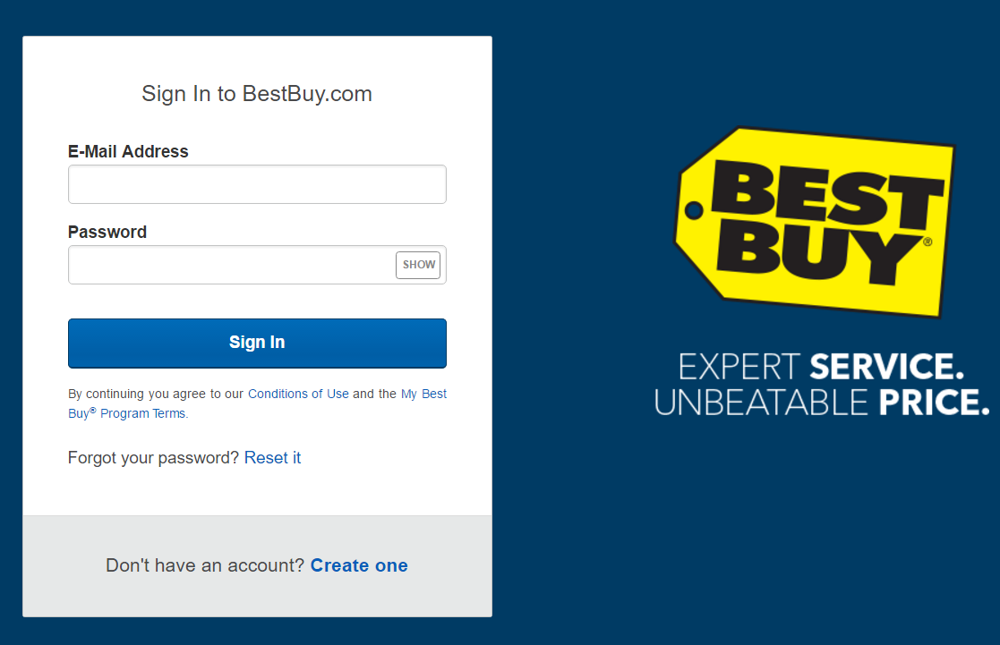 Sign In to BestBuy.com
E-Mail Address
Password
SHOW
Sign In
By continuing you agree to our Conditions of Use and the My Best
Buy® Program Terms.
Forgot your password? Reset it
Don't have an account? Create one
BEST
BUY®
EXPERT SERVICE.
UNBEATABLE PRICE.